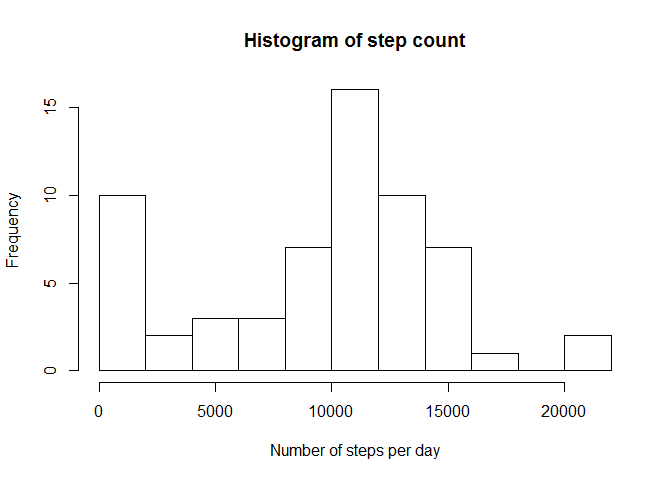 Histogram of step count
Frequency
15
10
5
0
0 5000 10000 15000 20000
Number of steps per day